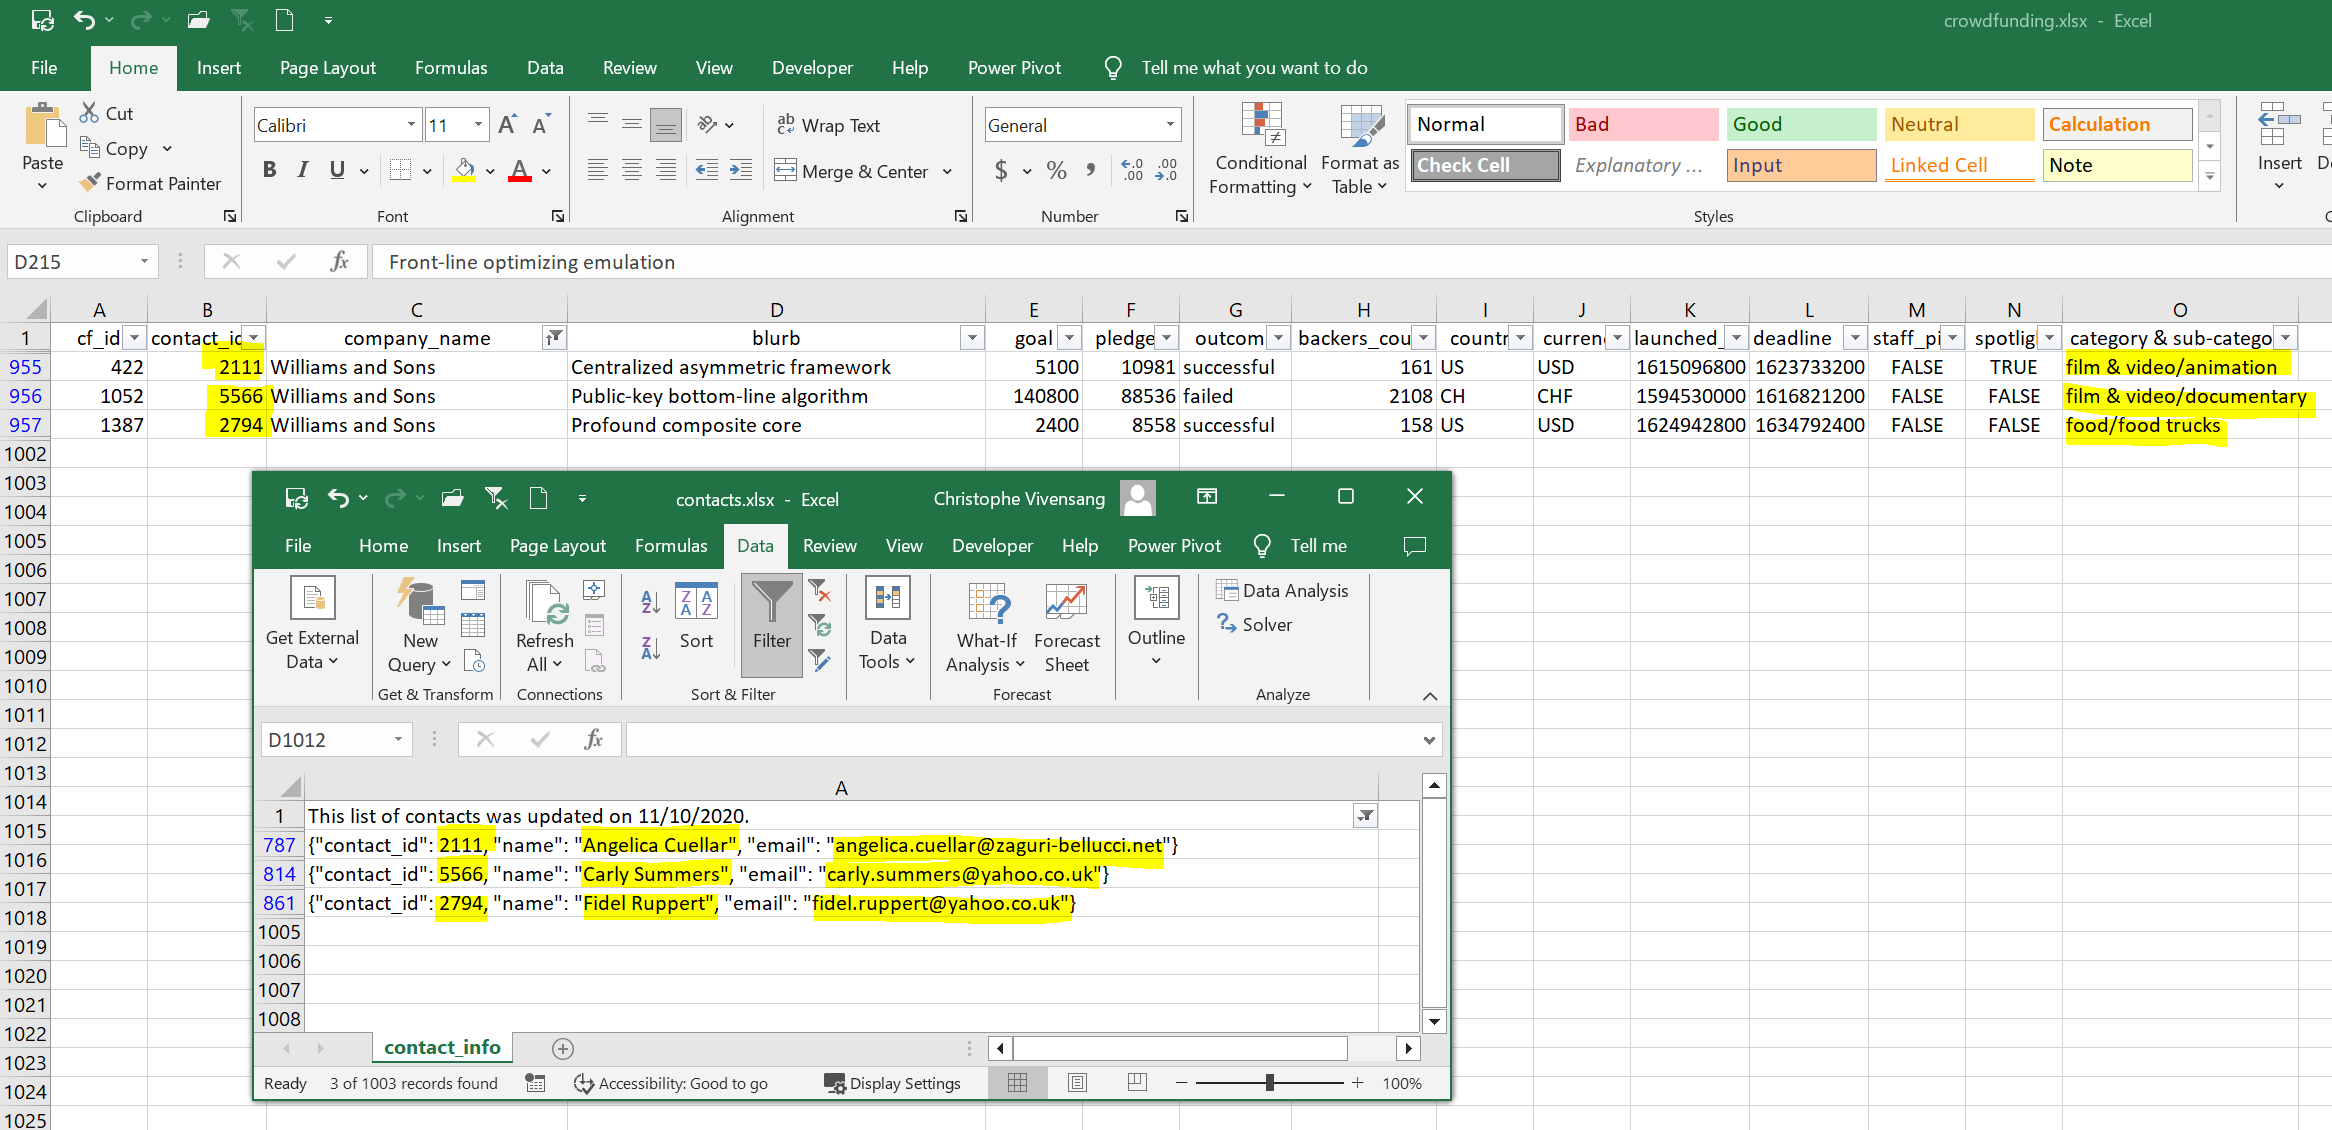 crowdfunding.xlsx - Excel
File Home Insert Page Layout Formulas Data Review View Developer Help Power Pivot Tell me what you want to do
Paste
Cut
Copy
Format Painter
Clipboard
Calibri 11
B I U
Font
Wrap Text
Merge & Center
Alignment
General
$ % ,
Number
Conditional Formatting
Format as Table
Normal Bad Good Neutral Calculation
Check Cell Explanatory ... Input Linked Cell Note
Styles
Insert
D215 fx Front-line optimizing emulation
A B C D E F G H I J K L M N O
1 cf_id contact_id company_name blurb goal pledge outcom backers_cou countr curren launched_ deadline staff_pi spotlig category & sub-catego
955 422 2111 Williams and Sons Centralized asymmetric framework 5100 10981 successful 161 US USD 1615096800 1623733200 FALSE TRUE film & video/animation
956 1052 5566 Williams and Sons Public-key bottom-line algorithm 140800 88536 failed 2108 CH CHF 1594530000 1616821200 FALSE FALSE film & video/documentary
957 1387 2794 Williams and Sons Profound composite core 2400 8558 successful 158 US USD 1624942800 1634792400 FALSE FALSE food/food trucks
1002
1003
1004
1005
1006
1007
1008
1009
1010
1011
1012
1013
1014
1015
1016
1017
1018
1019
1020
1021
1022
1023
1024
1025
contacts.xlsx - Excel Christophe Vivensang
File Home Insert Page Layout Formulas Data Review View Developer Help Power Pivot Tell me
Get External Data
New Query
Get & Transform
Refresh All
Connections
Sort
Filter
Sort & Filter
Data Tools
What-If Analysis
Forecast Sheet
Forecast
Outline
Data Analysis
Solver
Analyze
D1012 fx
A
1 This list of contacts was updated on 11/10/2020.
787 {"contact_id": 2111, "name": "Angelica Cuellar", "email": "angelica.cuellar@zaguri-bellucci.net"}
814 {"contact_id": 5566, "name": "Carly Summers", "email": "carly.summers@yahoo.co.uk"}
861 {"contact_id": 2794, "name": "Fidel Ruppert", "email": "fidel.ruppert@yahoo.co.uk"}
1005
1006
1007
1008
contact_info
Ready 3 of 1003 records found Accessibility: Good to go Display Settings 100%